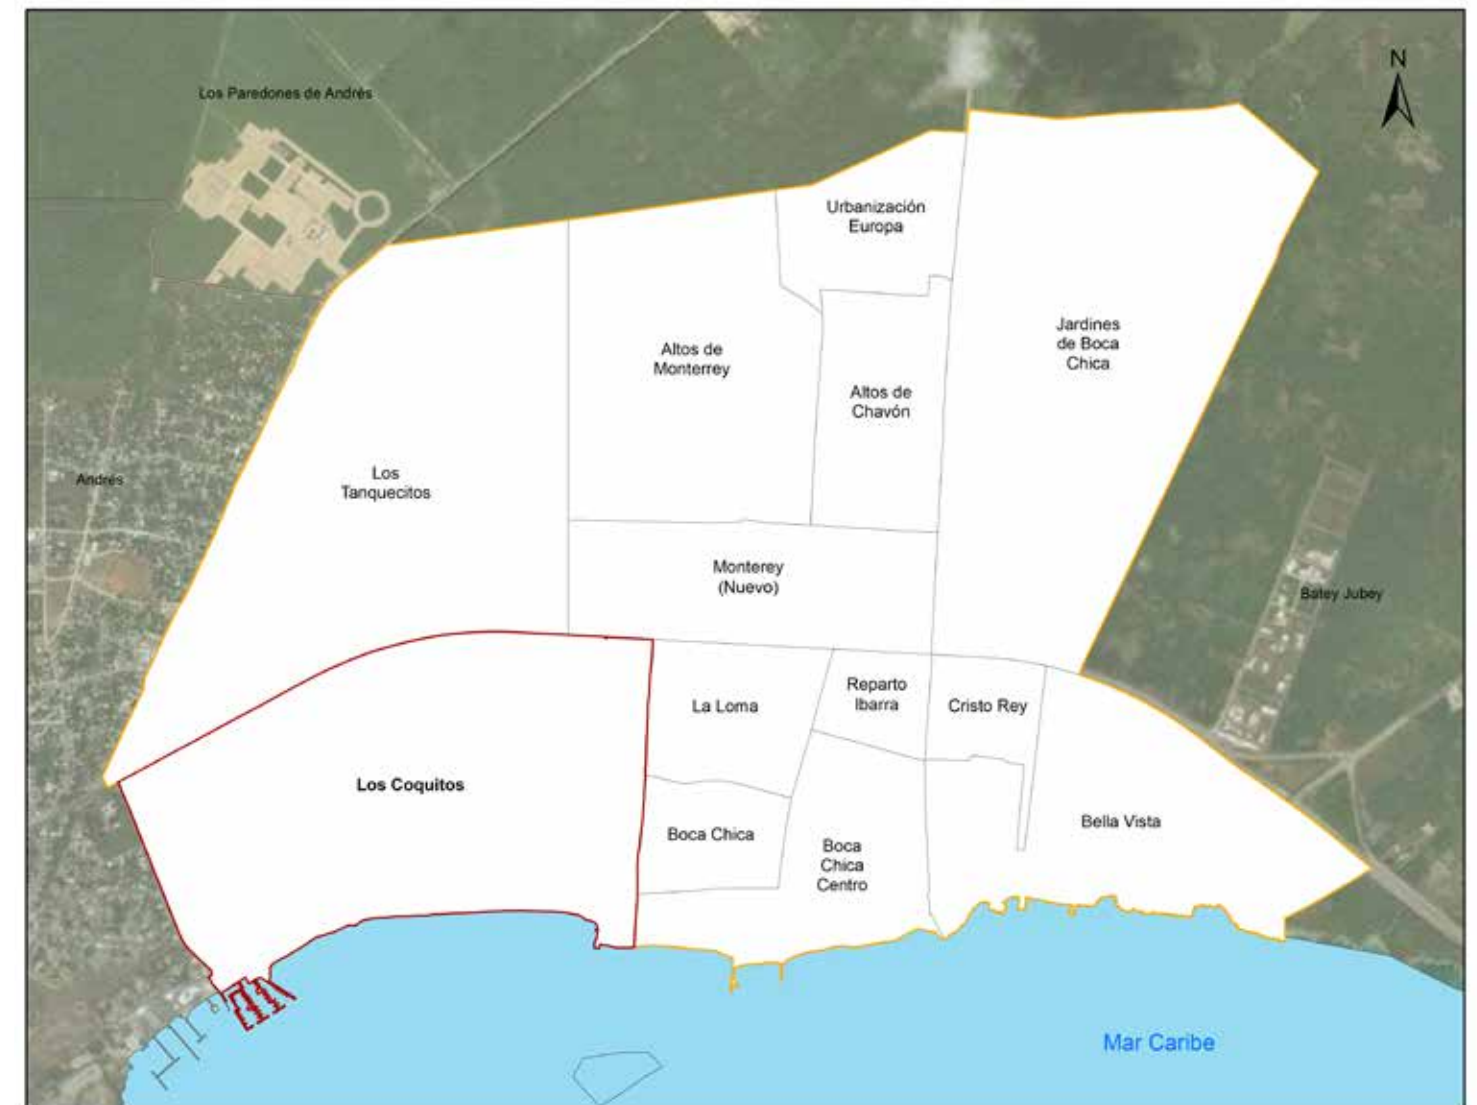 N
Los Paredones de Andrés
Urbanización
Europa
Jardines
de Boca
Chica
Altos de
Monterrey
Altos de
Chavón
Los
Tanquecitos
Andrés
Monterey
(Nuevo)
Batey Jubey
La Loma
Reparto
Ibarra
Cristo Rey
Los Coquitos
Boca Chica
Boca
Chica
Centro
Bella Vista
Mar Caribe